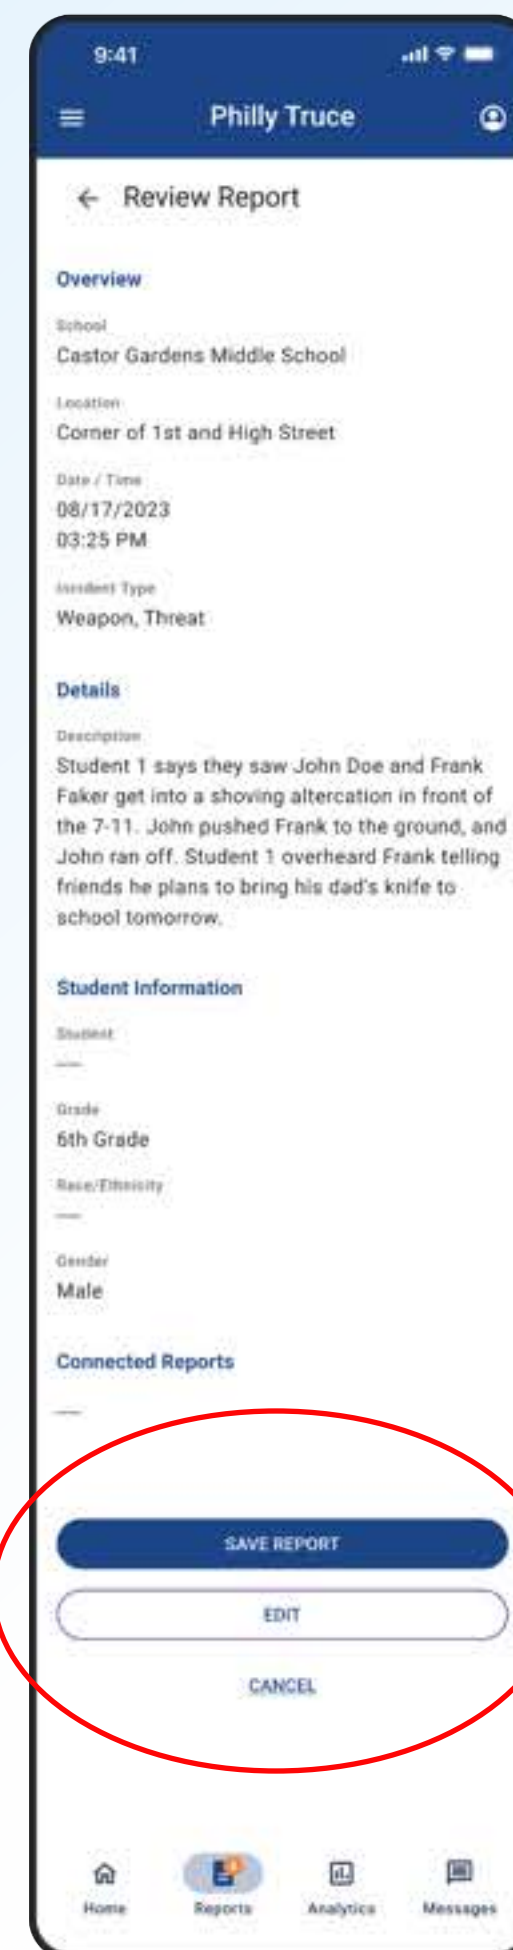 9:41
Philly Truce
Review Report
Overview
School
Castor Gardens Middle School
Location
Corner of 1st and High Street
Date / Time
08/17/2023
03:25 PM
Incident Type
Weapon, Threat
Details
Description
Student 1 says they saw John Doe and Frank
Faker get into a shoving altercation in front of
the 7-11. John pushed Frank to the ground, and
John ran off. Student 1 overheard Frank telling
friends he plans to bring his dad's knife to
school tomorrow.
Student Information
Student
—
Grade
6th Grade
Race/Ethnicity
—
Gender
Male
Connected Reports
—
SAVE REPORT
EDIT
CANCEL
Home Reports Analytics Messages